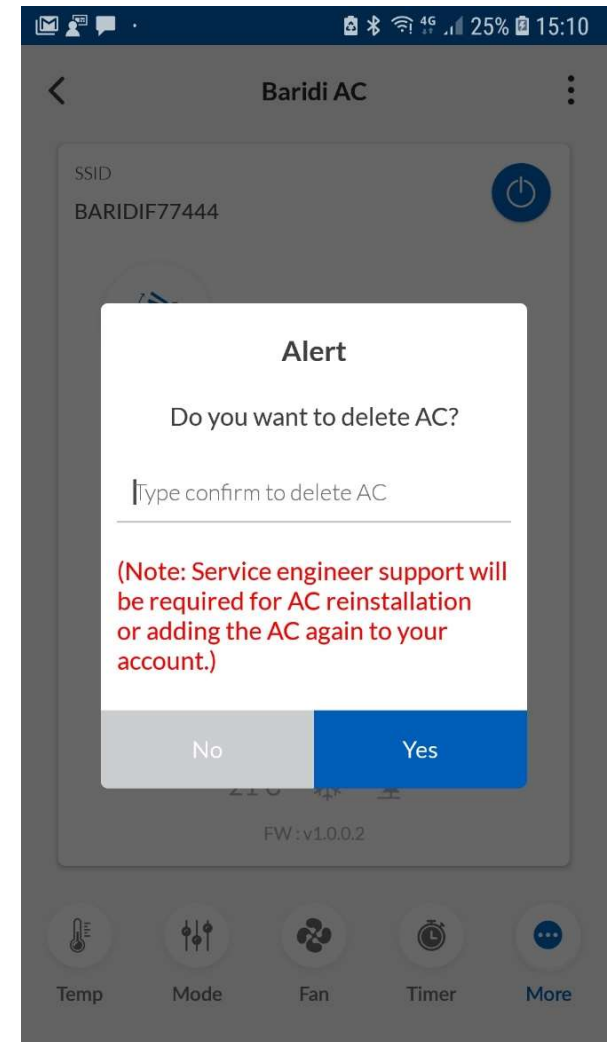 4G 25% 15:10
Baridi AC
SSID
BARIDIF77444
Alert
Do you want to delete AC?
Type confirm to delete AC
(Note: Service engineer support will
be required for AC reinstallation
or adding the AC again to your
account.)
No Yes
21°C
FW : v1.0.0.2
Temp Mode Fan Timer More